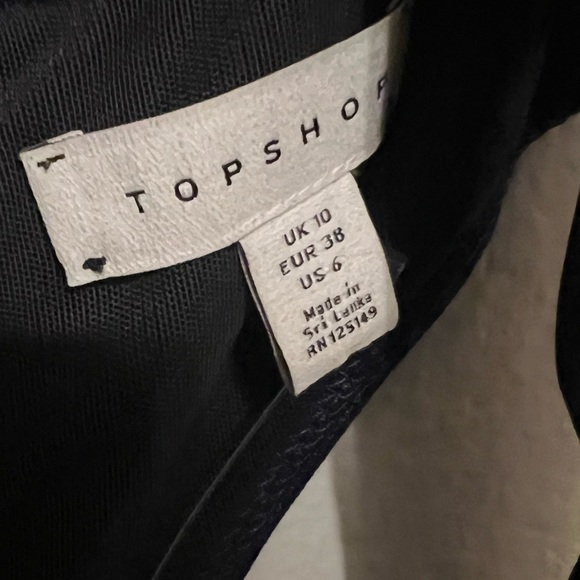 TOPSHOP
UK 10
EUR 38
US 6
Made in
Sri Lanka
RN125149